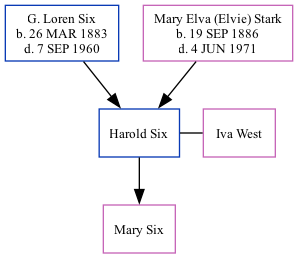 G. Loren Six
b. 26 MAR 1883
d. 7 SEP 1960
Mary Elva (Elvie) Stark
b. 19 SEP 1886
d. 4 JUN 1971
Harold Six
Iva West
Mary Six